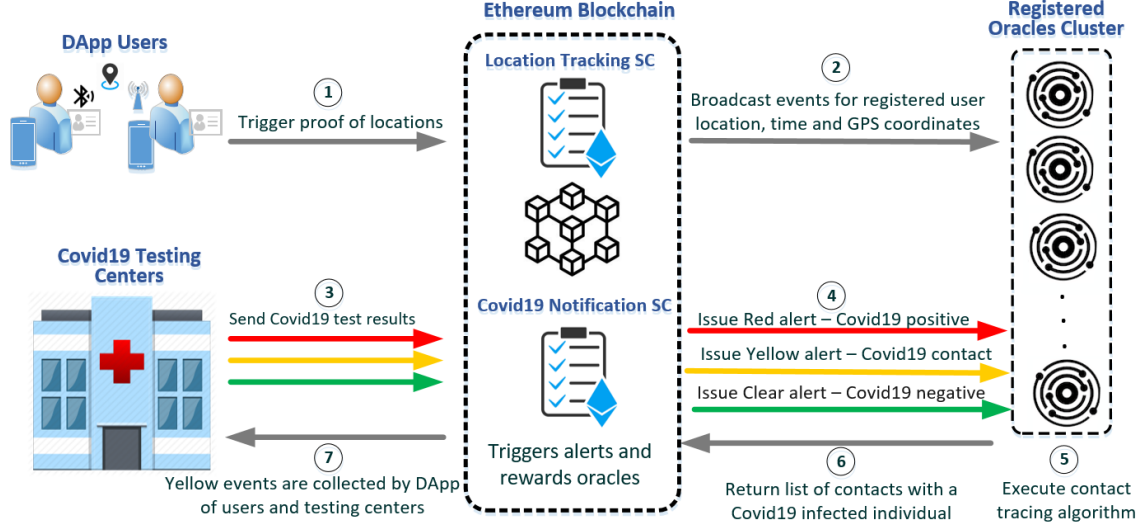 Ethereum Blockchain
Registered
Oracles Cluster
DApp Users
Location Tracking SC
1
Trigger proof of locations
2
Broadcast events for registered user
location, time and GPS coordinates
Covid19 Testing
Centers
3
Send Covid19 test results
Covid19 Notification SC
4
Issue Red alert – Covid19 positive
Issue Yellow alert – Covid19 contact
Issue Clear alert – Covid19 negative
Triggers alerts and
rewards oracles
7
Yellow events are collected by DApp
of users and testing centers
6
Return list of contacts with a
Covid19 infected individual
5
Execute contact
tracing algorithm